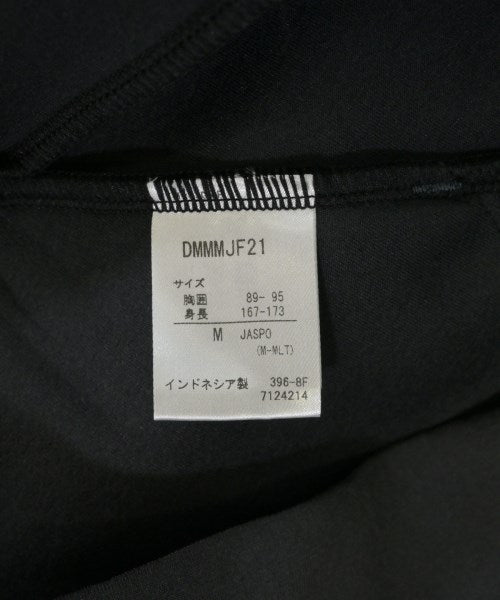 DMMMJF21
サイズ
胸囲 89- 95
身長 167-173
M JASPO
(M-MLT)
インドネシア製 396-8F
7124214